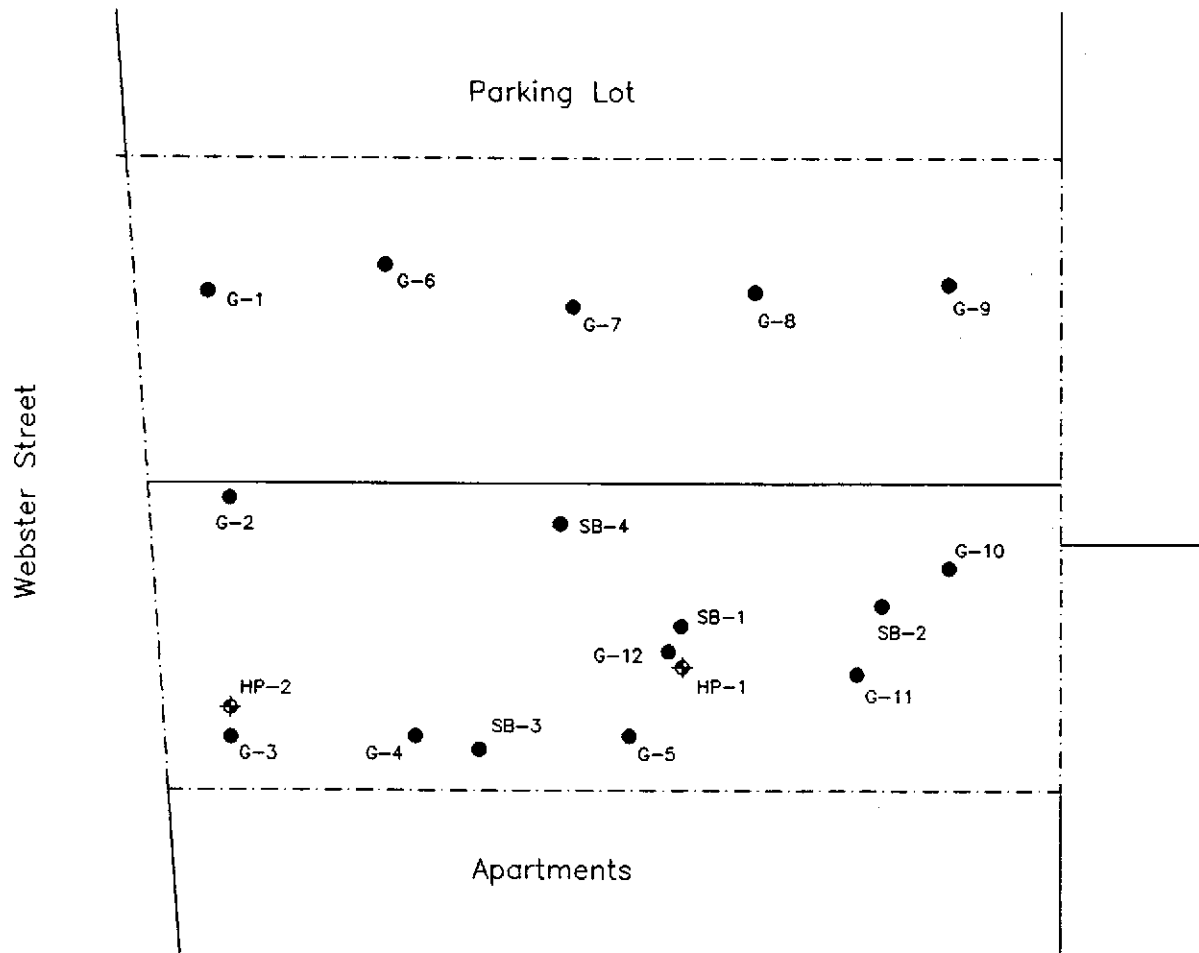 Parking Lot
G-6
G-1
G-9
G-7
G-8
Webster Street
G-2
SB-4
G-10
SB-1
SB-2
G-12
HP-1
HP-2
G-11
SB-3
G-3
G-4
G-5
Apartments